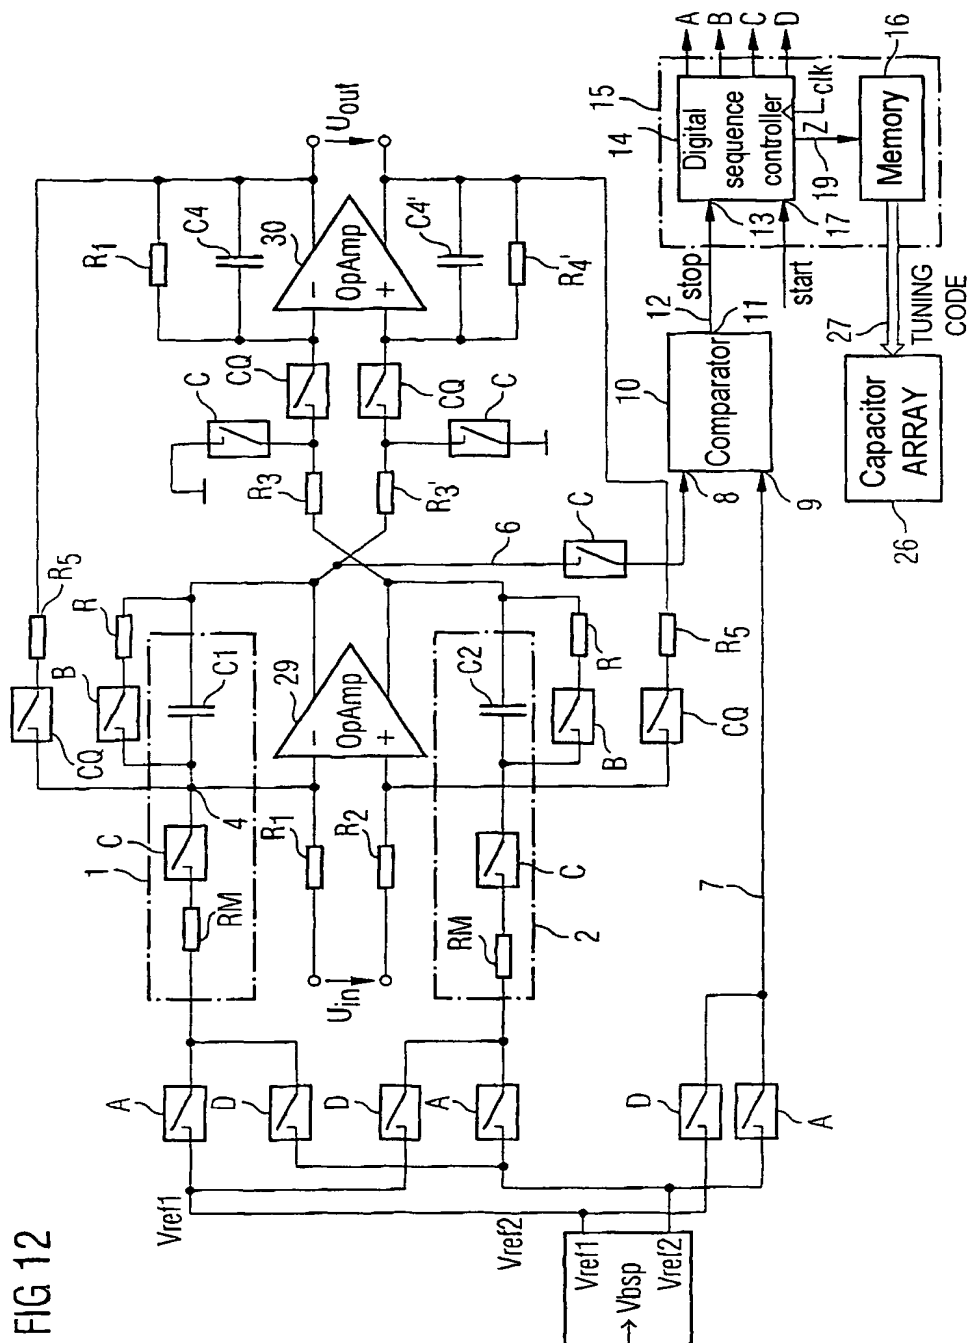 FIG 12
Vref1
Vref2
Vref1
→ Vbsp
Vref2
A
D
D
A
D
A
1
C
RM
4
CQ
B
R
R5
C1
Uin
R1
R2
29
OpAmp
−
+
RM
C
2
C2
B
R
CQ
R5
6
7
C
R3
R3'
C
C
CQ
CQ
R1
C4
30
OpAmp
−
+
C4'
R4'
Uout
8
9
10
Comparator
11
12
stop
start
13
17
14
15
Digital
sequence
controller
clk
A
B
C
D
19
Z
16
Memory
27
TUNING
CODE
Capacitor
ARRAY
26